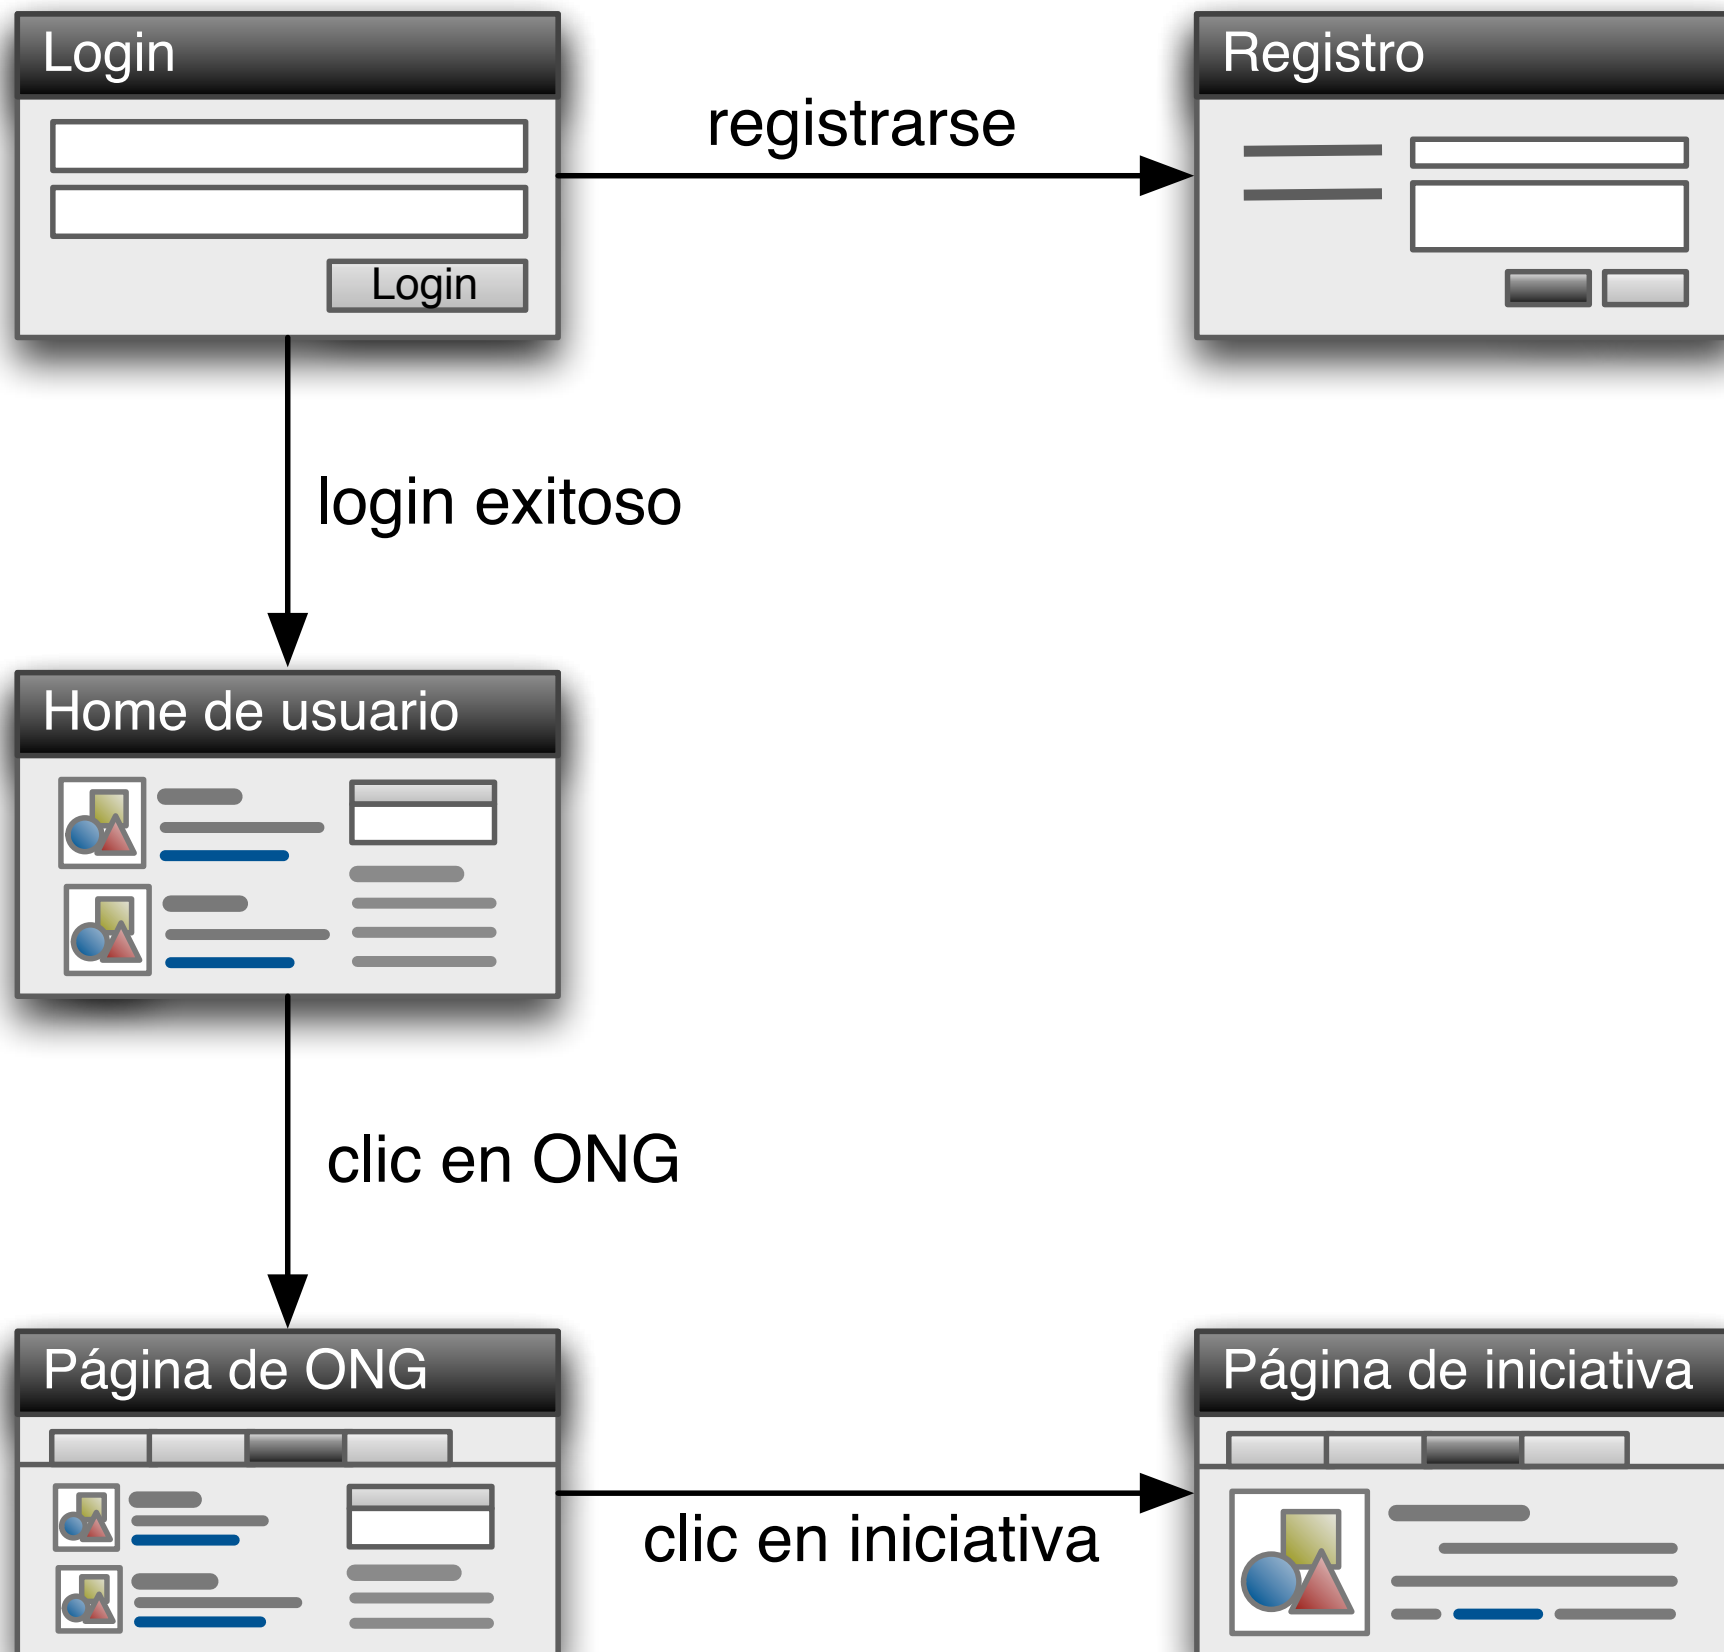 Login
Registro
registrarse
Login
login exitoso
Home de usuario
clic en ONG
Página de ONG
Página de iniciativa
clic en iniciativa